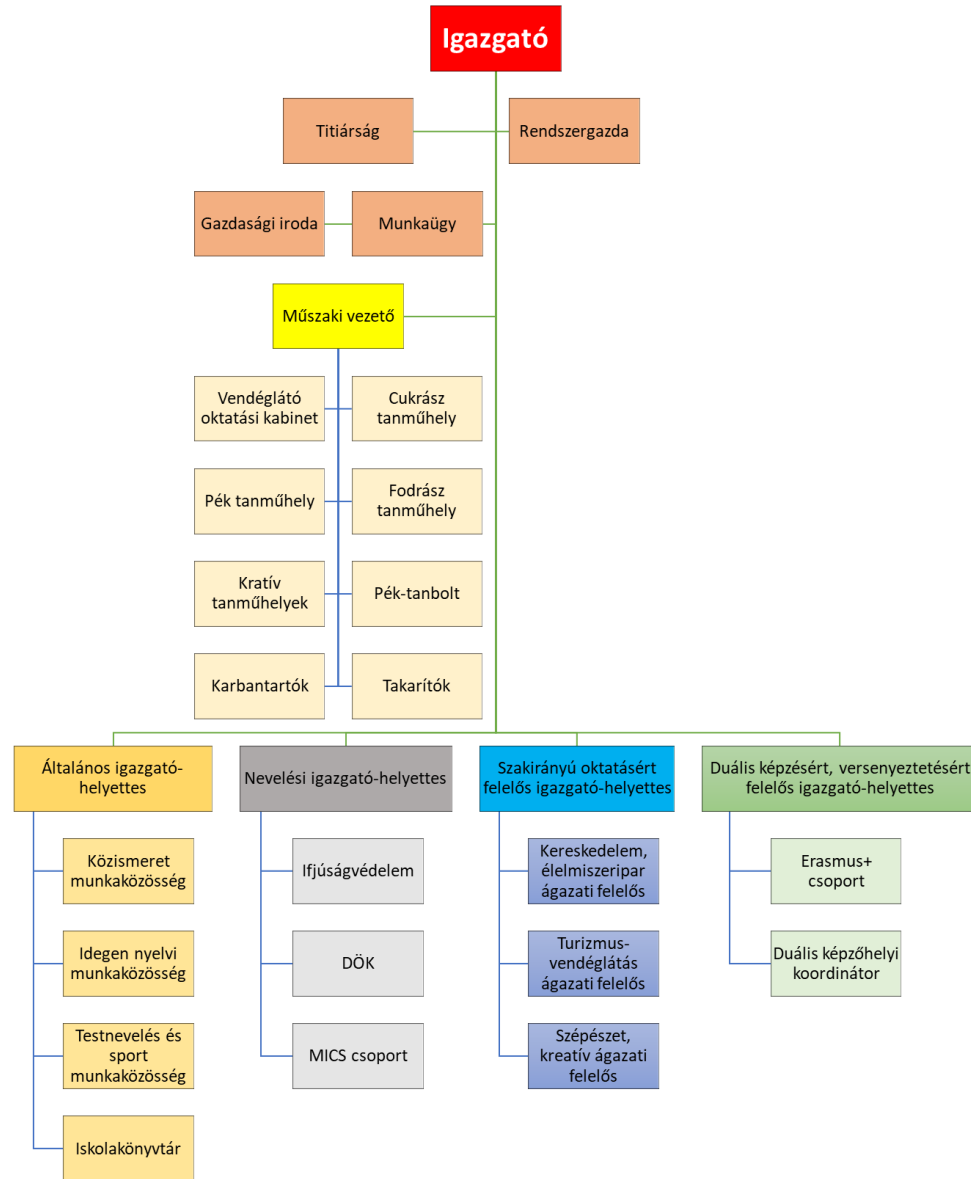 Igazgató
Titiárság
Rendszergazda
Gazdasági iroda
Munkaügy
Műszaki vezető
Vendéglátó
oktatási kabinet
Cukrász
tanműhely
Pék tanműhely
Fodrász
tanműhely
Kratív
tanműhelyek
Pék-tanbolt
Karbantartók
Takarítók
Általános igazgató-
helyettes
Közismeret
munkaközösség
Idegen nyelvi
munkaközösség
Testnevelés és
sport
munkaközösség
Iskolakönyvtár
Nevelési igazgató-helyettes
Ifjúságvédelem
DÖK
MICS csoport
Szakirányú oktatásért
felelős igazgató-helyettes
Kereskedelem,
élelmiszeripar
ágazati felelős
Turizmus-
vendéglátás
ágazati felelős
Szépészet,
kreatív ágazati
felelős
Duális képzésért, versenyeztetésért
felelős igazgató-helyettes
Erasmus+
csoport
Duális képzőhelyi
koordinátor